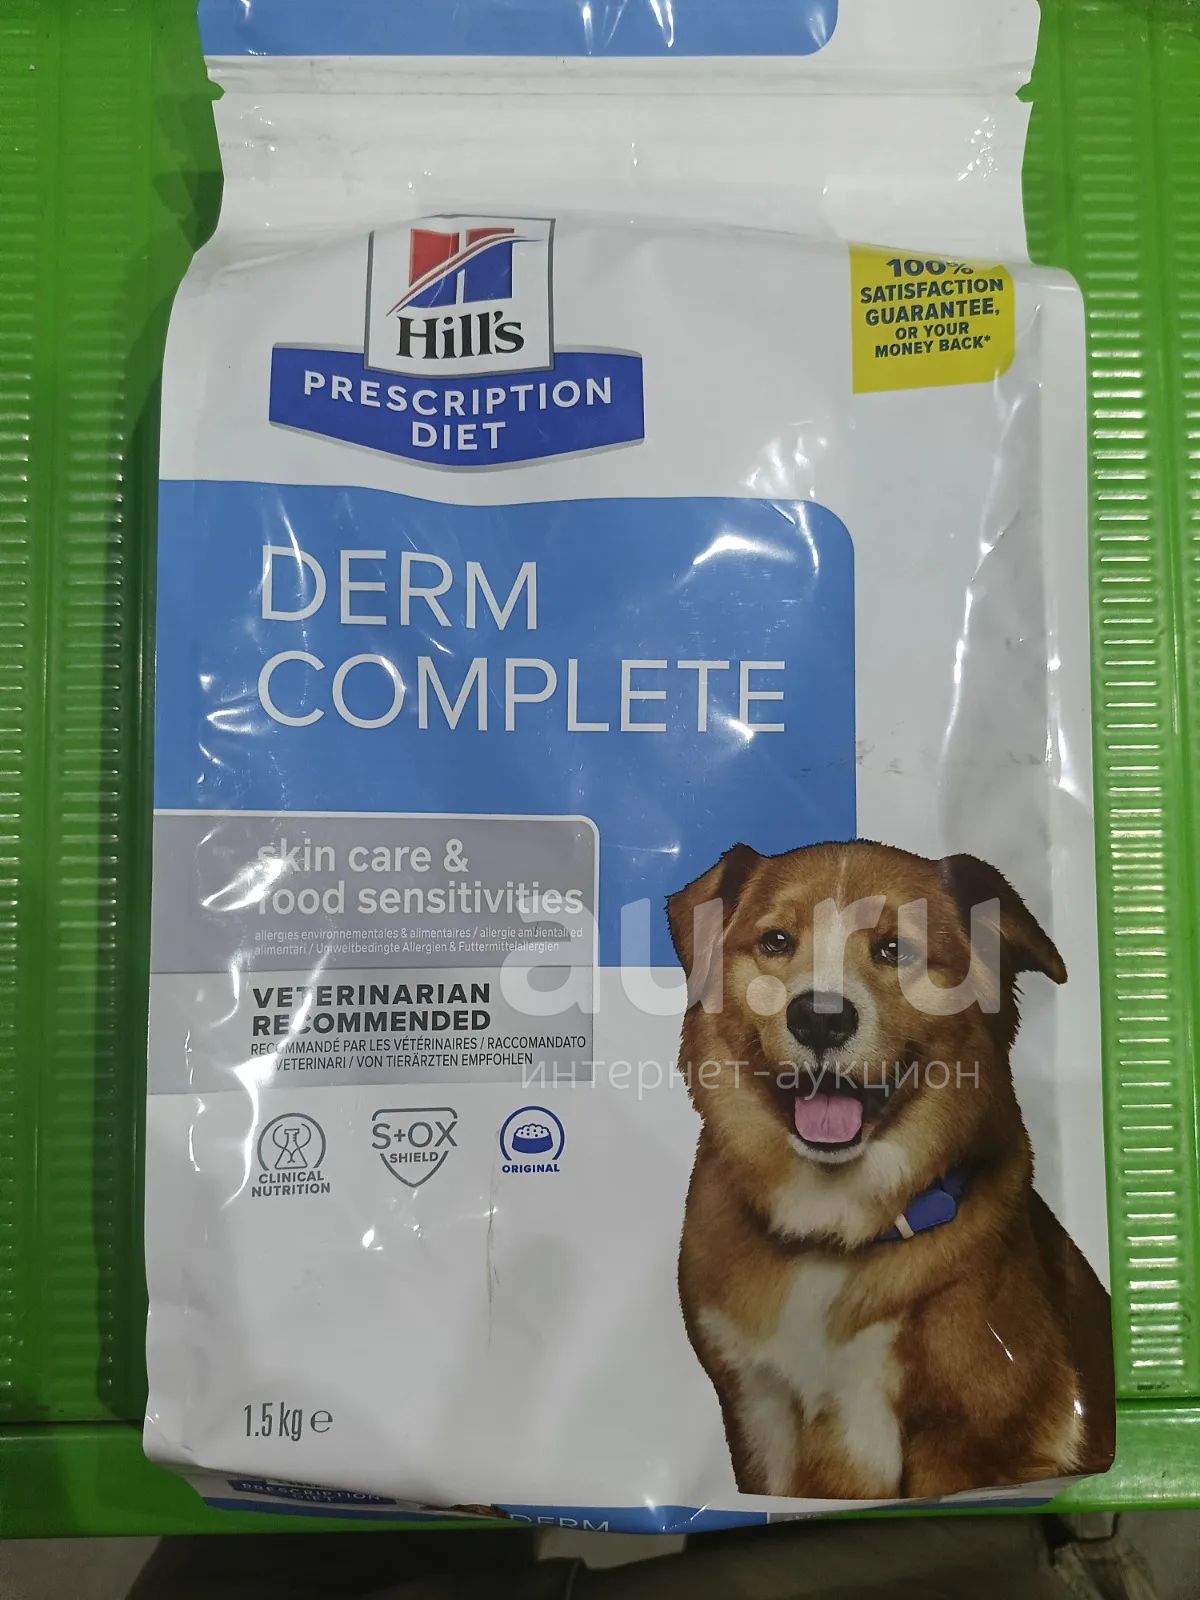 Hill's
PRESCRIPTION
DIET
100%
SATISFACTION
GUARANTEE,
OR YOUR
MONEY BACK*
DERM
COMPLETE
skin care &
food sensitivities
allergies environnementales & alimentaires / allergie ambientali ed
alimentari / Umweltbedingte Allergien & Futtermittelallergien
VETERINARIAN
RECOMMENDED
RECOMMANDÉ PAR LES VÉTÉRINAIRES / RACCOMANDATO
VETERINARI / VON TIERÄRZTEN EMPFOHLEN
au.ru
интернет-аукцион
CLINICAL
NUTRITION
S+OX
SHIELD
ORIGINAL
1.5 kg ℮
PRESCRIPTION
DIET
DERM